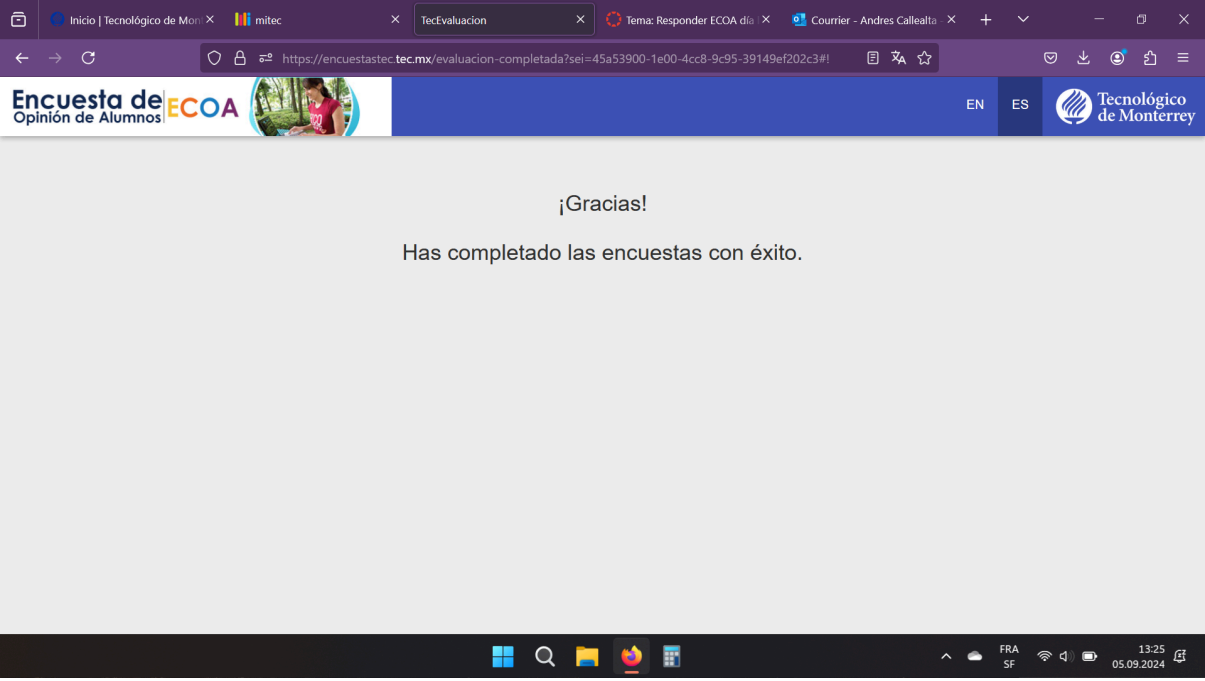 Inicio | Tecnológico de Mon
mitec
TecEvaluacion
Tema: Responder ECOA día
Courrier - Andres Callealta
https://encuestastec.tec.mx/evaluacion-completada?sei=45a53900-1e00-4cc8-9c95-39149ef202c3#!
Encuesta de
Opinión de Alumnos
ECOA
EN
ES
Tecnológico
de Monterrey
¡Gracias!
Has completado las encuestas con éxito.
FRA
SF
13:25
05.09.2024